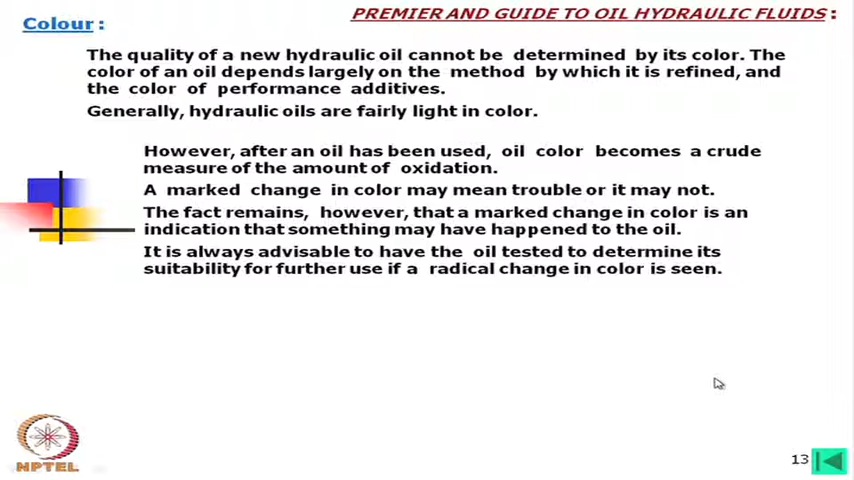 Colour :
PREMIER AND GUIDE TO OIL HYDRAULIC FLUIDS :
The quality of a new hydraulic oil cannot be determined by its color. The
color of an oil depends largely on the method by which it is refined, and
the color of performance additives.
Generally, hydraulic oils are fairly light in color.
However, after an oil has been used, oil color becomes a crude
measure of the amount of oxidation.
A marked change in color may mean trouble or it may not.
The fact remains, however, that a marked change in color is an
indication that something may have happened to the oil.
It is always advisable to have the oil tested to determine its
suitability for further use if a radical change in color is seen.
NPTEL
13